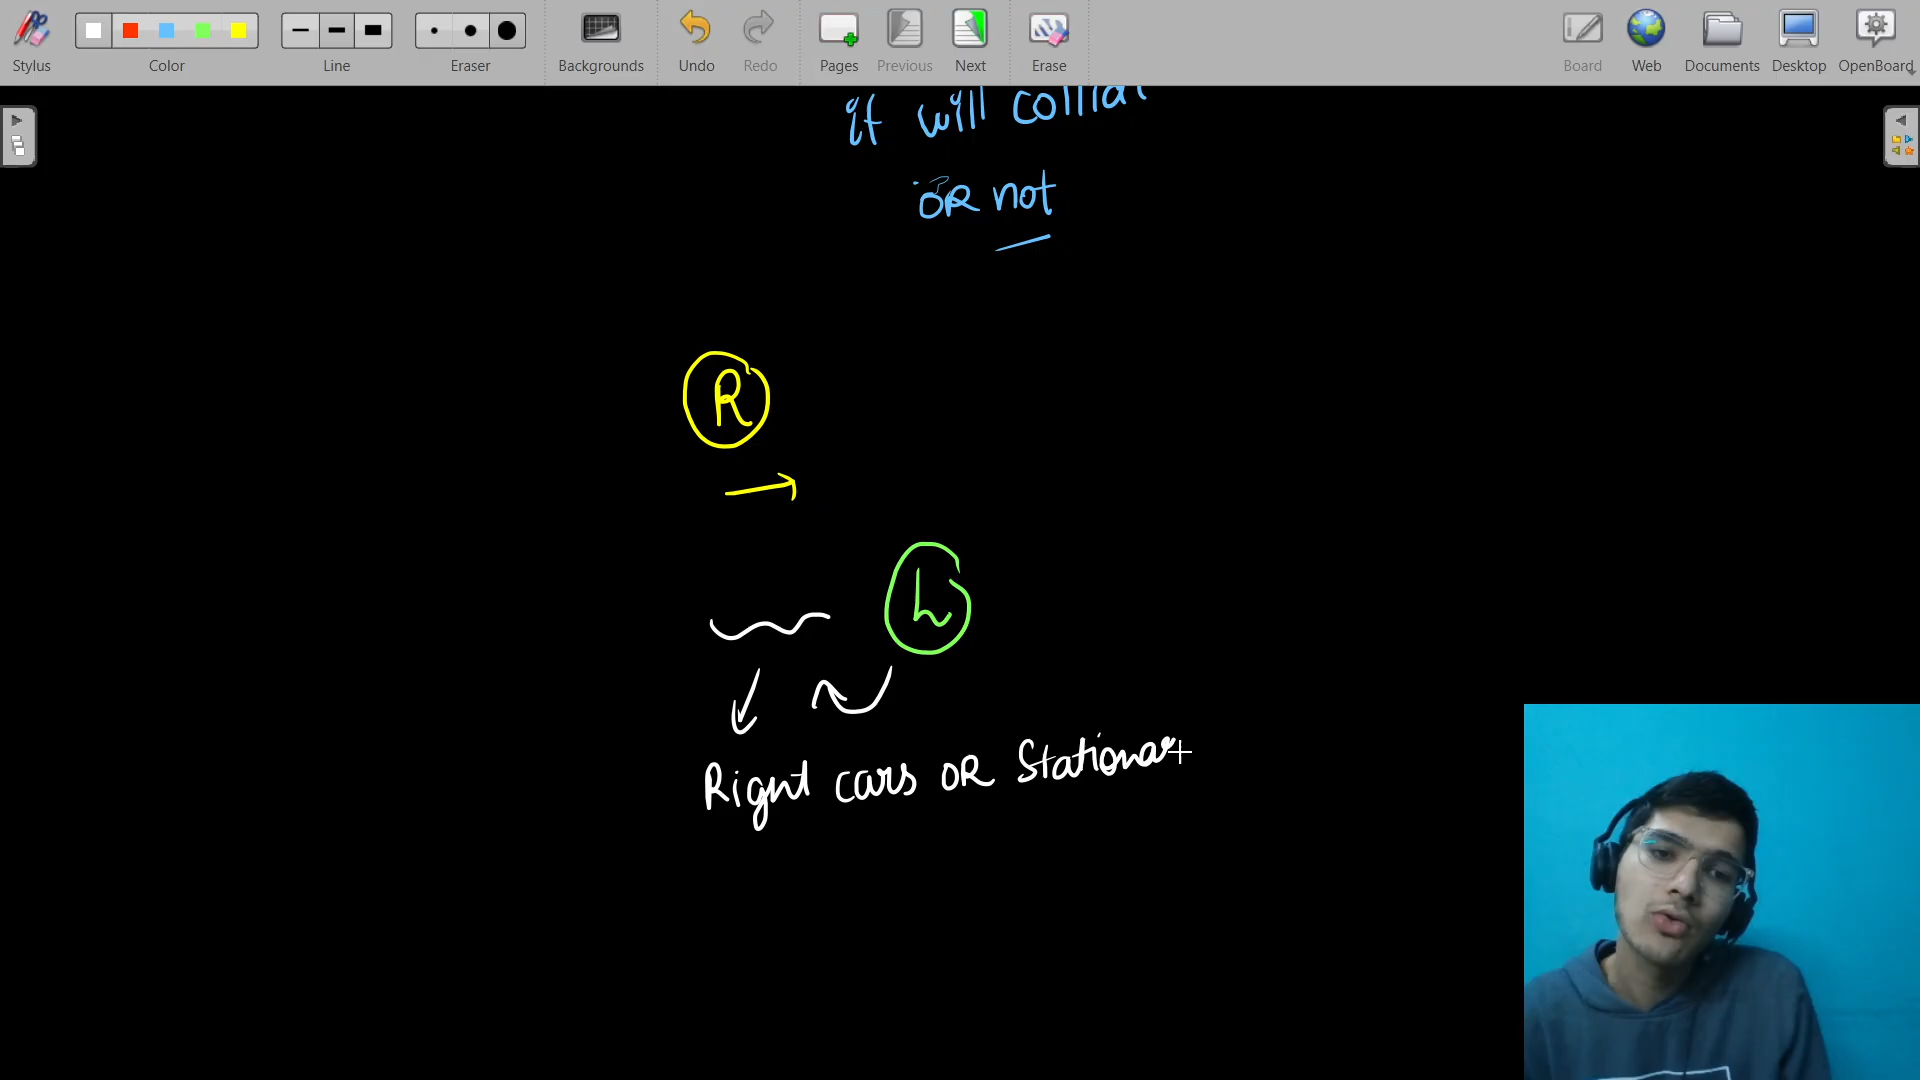 Stylus Color Line Eraser Backgrounds Undo Redo Pages Previous Next Erase Board Web Documents Desktop OpenBoard
it will
OR not
R
L
Right cars OR Stationar